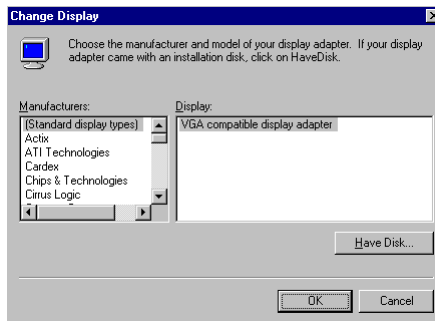 Change Display
Choose the manufacturer and model of your display adapter. If your display
adapter came with an installation disk, click on HaveDisk.
Manufacturers:
Display:
(Standard display types)
Actix
ATI Technologies
Cardex
Chips & Technologies
Cirrus Logic
VGA compatible display adapter
Have Disk...
OK
Cancel